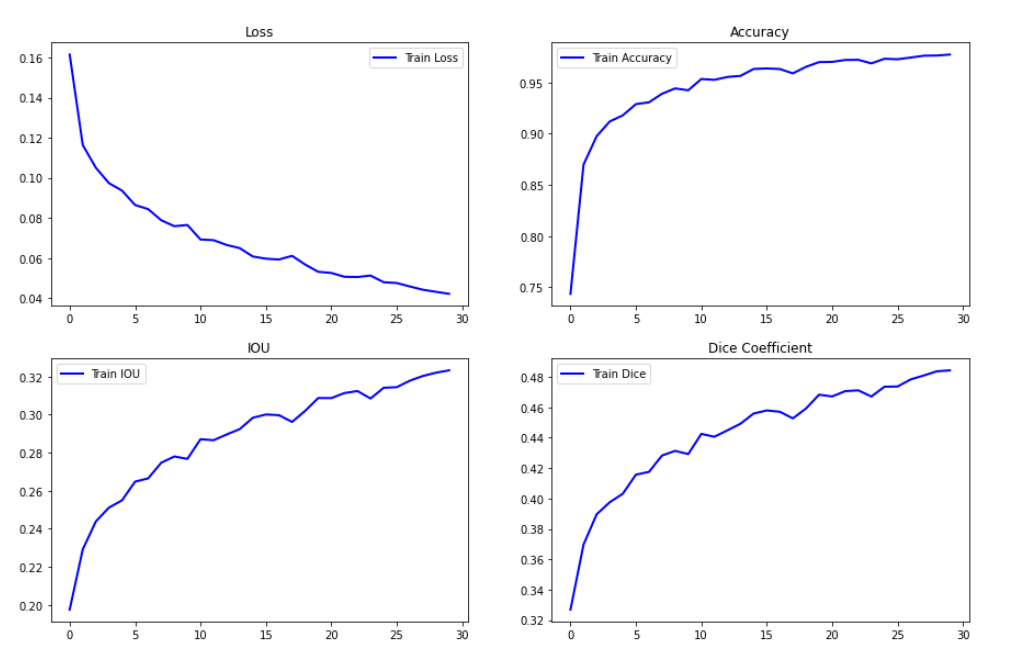 Loss
Train Loss
0.16
0.14
0.12
0.10
0.08
0.06
0.04
0 5 10 15 20 25 30
Accuracy
Train Accuracy
0.95
0.90
0.85
0.80
0.75
0 5 10 15 20 25 30
IOU
Train IOU
0.32
0.30
0.28
0.26
0.24
0.22
0.20
0 5 10 15 20 25 30
Dice Coefficient
Train Dice
0.48
0.46
0.44
0.42
0.40
0.38
0.36
0.34
0.32
0 5 10 15 20 25 30